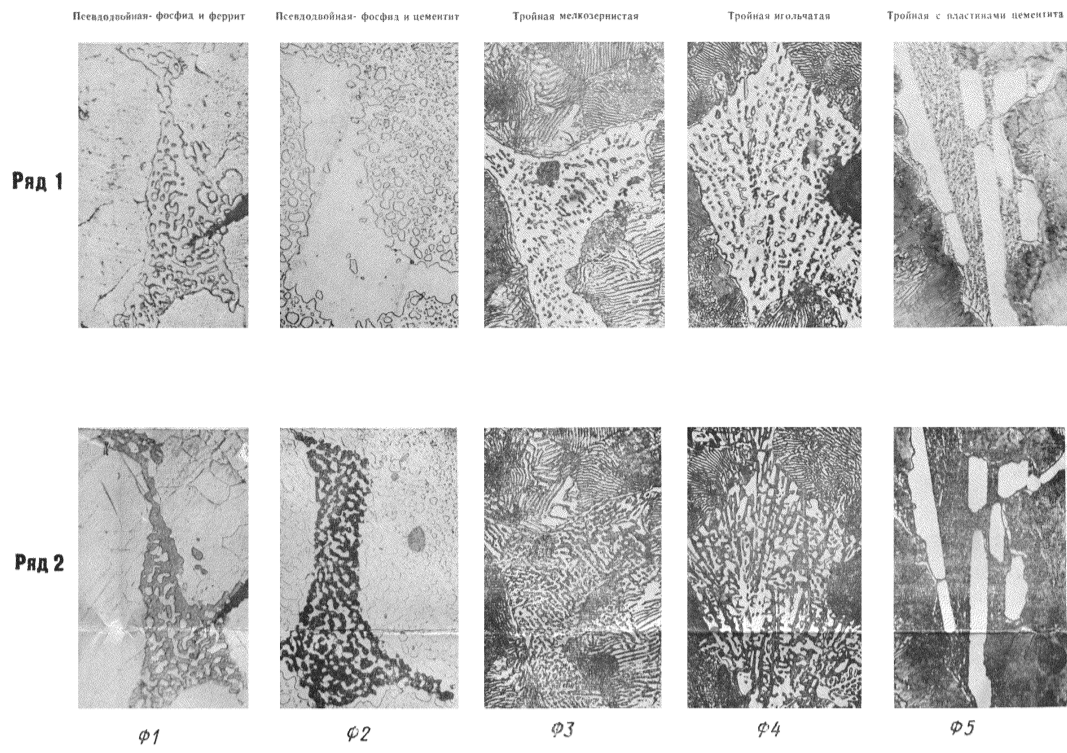 Псевдодвойная- фосфид и феррит
Псевдодвойная- фосфид и цементит
Тройная мелкозернистая
Тройная игольчатая
Тройная с пластинами цементита
Ряд 1
Ряд 2
Ф1
Ф2
Ф3
Ф4
Ф5